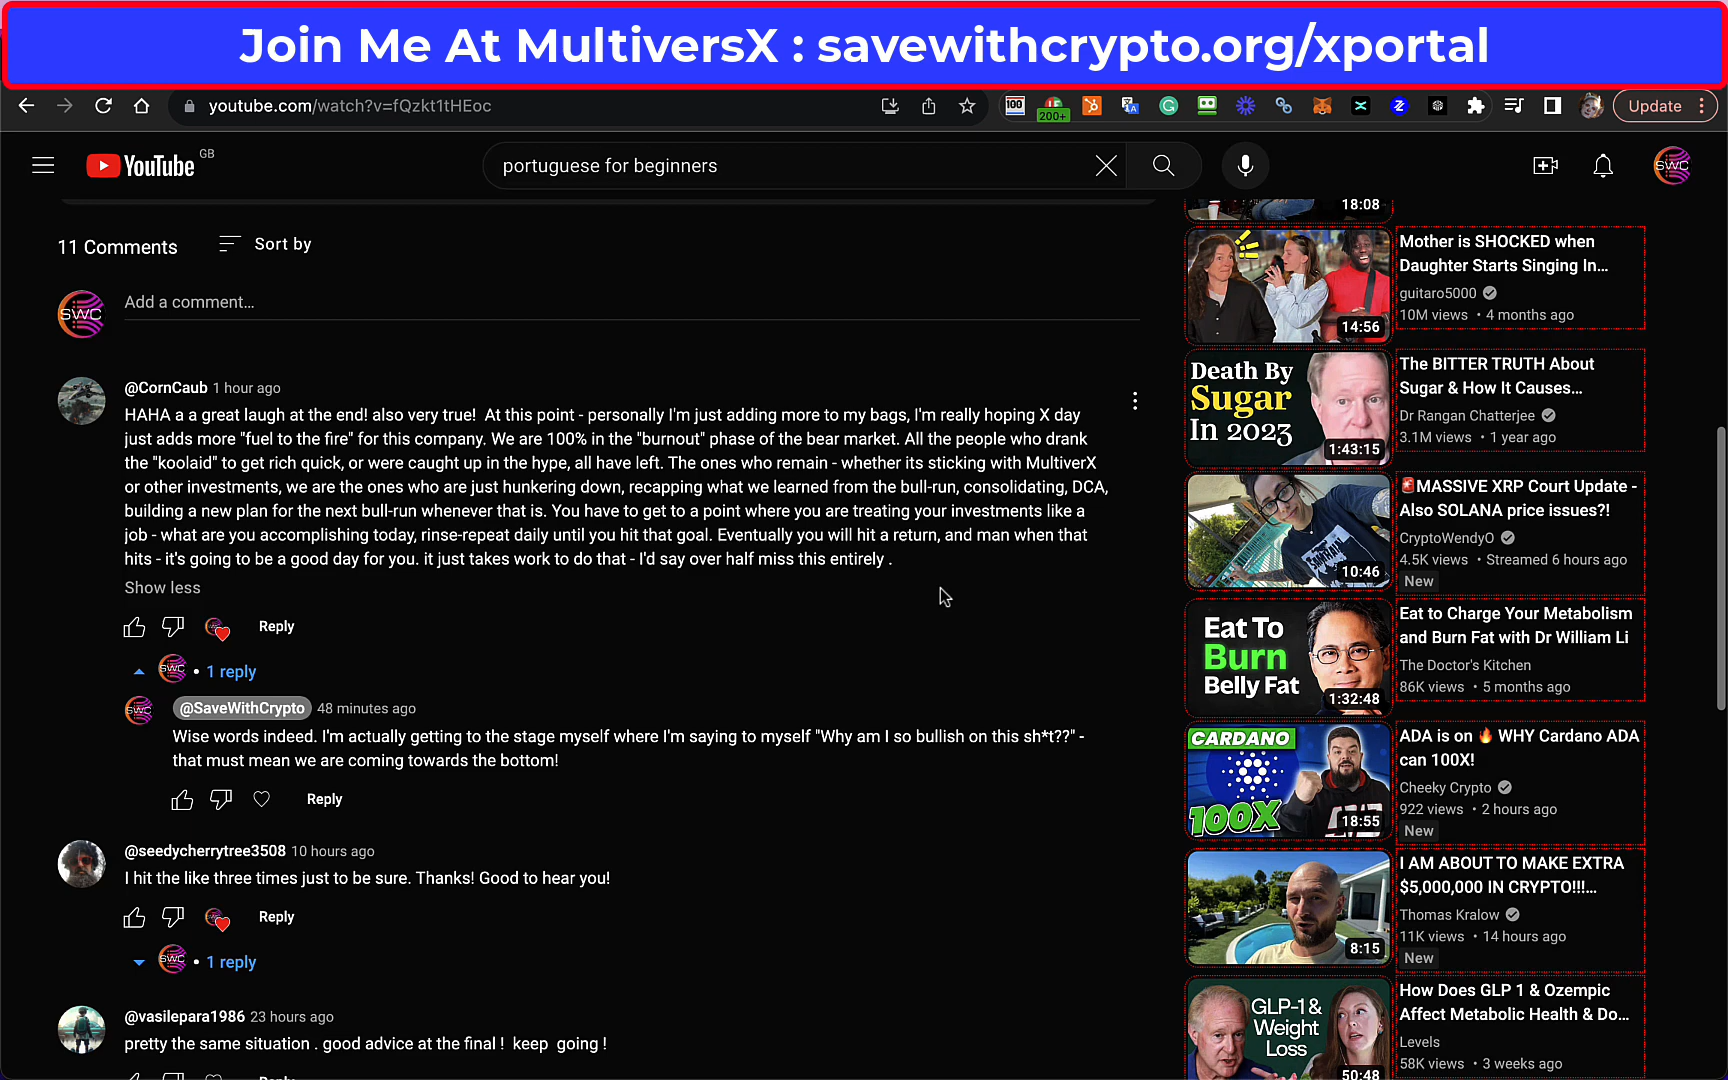 Join Me At MultiversX : savewithcrypto.org/xportal
youtube.com/watch?v=fQzkt1tHEoc
100
200+
Update
YouTube
GB
portuguese for beginners
SWC
11 Comments
Sort by
SWC
Add a comment...
@CornCaub 1 hour ago
HAHA a a great laugh at the end! also very true! At this point - personally I'm just adding more to my bags, I'm really hoping X day
just adds more "fuel to the fire" for this company. We are 100% in the "burnout" phase of the bear market. All the people who drank
the "koolaid" to get rich quick, or were caught up in the hype, all have left. The ones who remain - whether its sticking with MultiverX
or other investments, we are the ones who are just hunkering down, recapping what we learned from the bull-run, consolidating, DCA,
building a new plan for the next bull-run whenever that is. You have to get to a point where you are treating your investments like a
job - what are you accomplishing today, rinse-repeat daily until you hit that goal. Eventually you will hit a return, and man when that
hits - it's going to be a good day for you. it just takes work to do that - I'd say over half miss this entirely .
Show less
Reply
SWC • 1 reply
SWC
@SaveWithCrypto 48 minutes ago
Wise words indeed. I'm actually getting to the stage myself where I'm saying to myself "Why am I so bullish on this sh*t??" -
that must mean we are coming towards the bottom!
Reply
@seedycherrytree3508 10 hours ago
I hit the like three times just to be sure. Thanks! Good to hear you!
Reply
SWC • 1 reply
@vasilepara1986 23 hours ago
pretty the same situation . good advice at the final ! keep going !
Reply
18:08
14:56
Mother is SHOCKED when
Daughter Starts Singing In...
guitaro5000
10M views • 4 months ago
Death By
Sugar
In 2023
1:43:15
The BITTER TRUTH About
Sugar & How It Causes...
Dr Rangan Chatterjee
3.1M views • 1 year ago
10:46
🚨MASSIVE XRP Court Update -
Also SOLANA price issues?!
CryptoWendyO
4.5K views • Streamed 6 hours ago
New
Eat To
Burn
Belly Fat
1:32:48
Eat to Charge Your Metabolism
and Burn Fat with Dr William Li
The Doctor's Kitchen
86K views • 5 months ago
CARDANO
100X
18:55
ADA is on 🔥 WHY Cardano ADA
can 100X!
Cheeky Crypto
922 views • 2 hours ago
New
8:15
I AM ABOUT TO MAKE EXTRA
$5,000,000 IN CRYPTO!!!...
Thomas Kralow
11K views • 14 hours ago
New
GLP-1 &
Weight
Loss
50:48
How Does GLP 1 & Ozempic
Affect Metabolic Health & Do...
Levels
58K views • 3 weeks ago